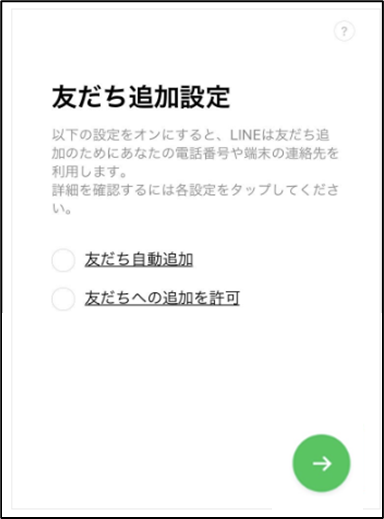 ?
友だち追加設定
以下の設定をオンにすると、LINEは友だち追
加のためにあなたの電話番号や端末の連絡先を
利用します。
詳細を確認するには各設定をタップしてくださ
い。
友だち自動追加
友だちへの追加を許可